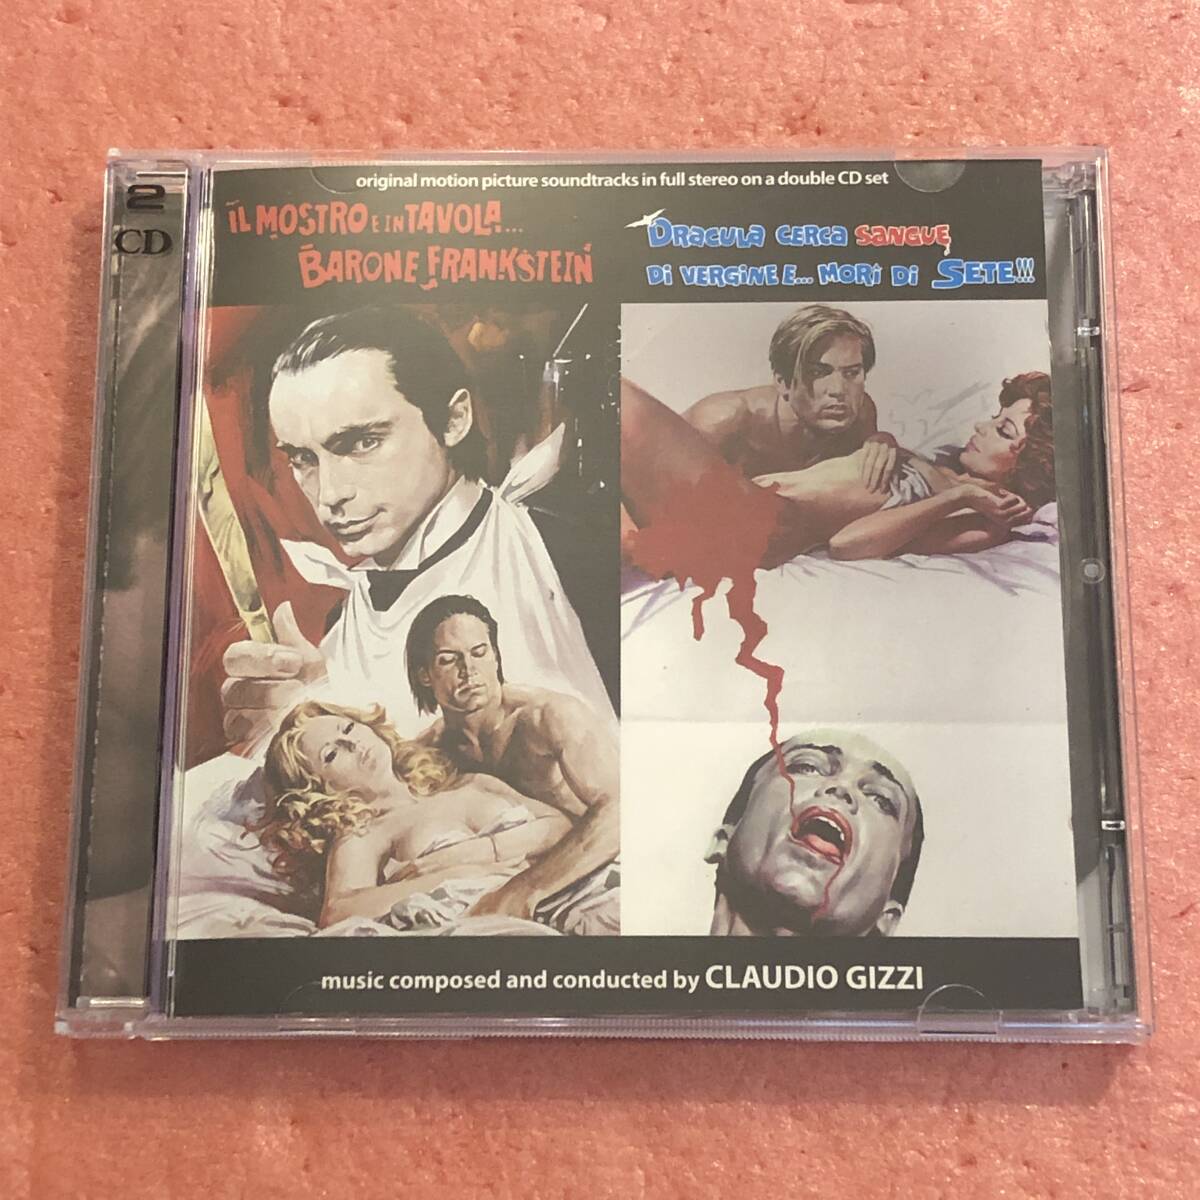 2
CD
original motion picture soundtracks in full stereo on a double CD set
iL MOSTRO E IN TAVOLA...
BARONE FRANKSTEIN
DRACULA CERCA SANGUE
Di VERGiNE E... MORÌ Di SETE!!!
music composed and conducted by CLAUDIO GIZZI